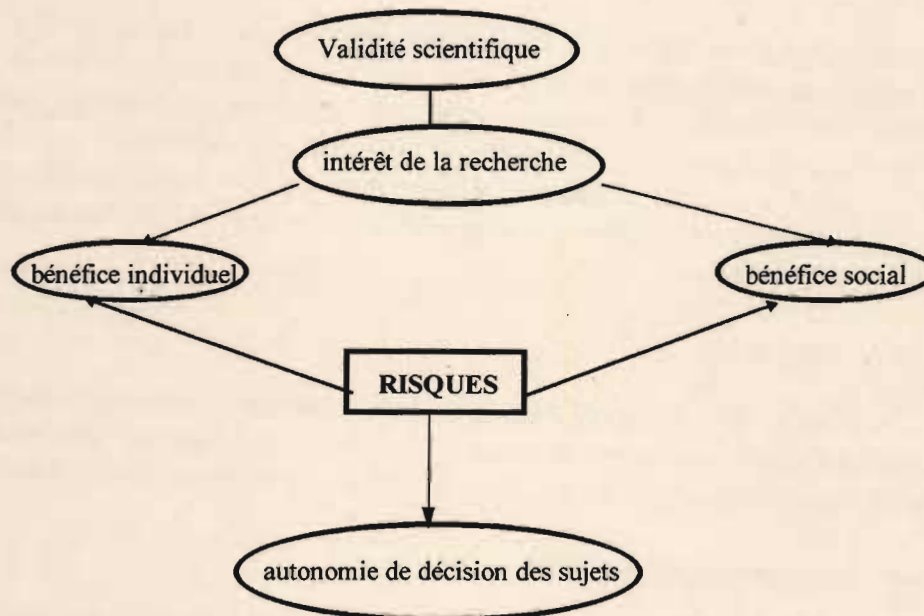 Validité scientifique
intérêt de la recherche
bénéfice individuel
bénéfice social
RISQUES
autonomie de décision des sujets